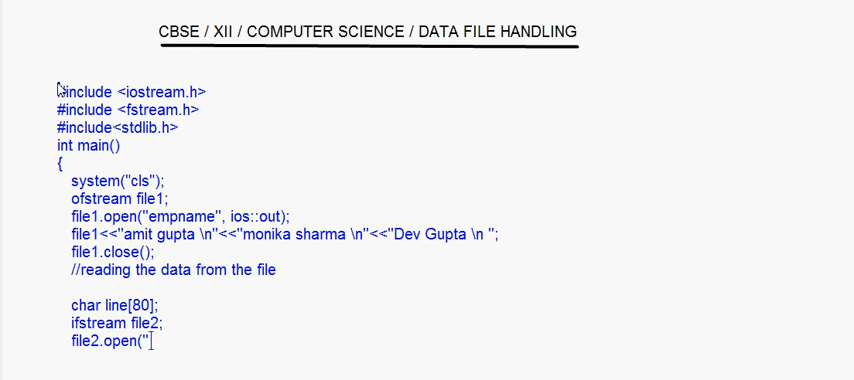 CBSE / XII / COMPUTER SCIENCE / DATA FILE HANDLING
#include <iostream.h>
#include <fstream.h>
#include<stdlib.h>
int main()
{
system("cls");
ofstream file1;
file1.open("empname", ios::out);
file1<<"amit gupta \n"<<"monika sharma \n"<<"Dev Gupta \n ";
file1.close();
//reading the data from the file
char line[80];
ifstream file2;
file2.open("